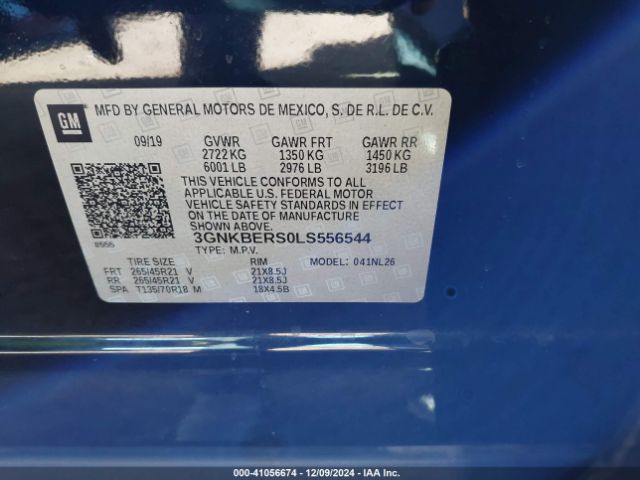 GM
MFD BY GENERAL MOTORS DE MEXICO, S. DE R.L. DE C.V.
09/19 GVWR GAWR FRT GAWR RR
2722 KG 1350 KG 1450 KG
6001 LB 2976 LB 3196 LB
THIS VEHICLE CONFORMS TO ALL
APPLICABLE U.S. FEDERAL MOTOR
VEHICLE SAFETY STANDARDS IN EFFECT
ON THE DATE OF MANUFACTURE
SHOWN ABOVE.
8555 3GNKBERS0LS556544
TYPE: M.P.V. MODEL: 041NL26
TIRE SIZE RIM
FRT 265/45R21 V 21X8.5J
RR 265/45R21 V 21X8.5J
SPA T135/70R18 M 18X4.5B
000-41056674 | 12/09/2024 | IAA Inc.